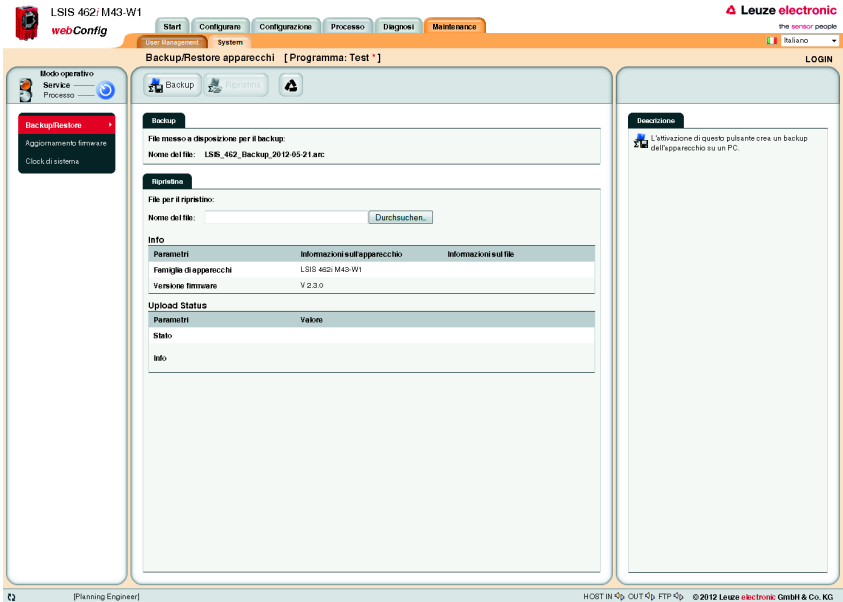 LSIS 462i M43-W1
webConfig
Leuze electronic
the sensor people
Start Configurare Configurazione Processo Diagnosi Maintenance
User Management System
Italiano
Backup/Restore apparecchi [Programma: Test *]
LOGIN
Modo operativo
Service
Processo
Backup Ripristina
Backup/Restore
Aggiornamento firmware
Clock di sistema
Backup
File messo a disposizione per il backup:
Nome del file: LSIS_462_Backup_2012-05-21.arc
Ripristina
File per il ripristino:
Nome del file: Durchsuchen..
Info
Parametri Informazioni sull'apparecchio Informazioni sul file
Famiglia di apparecchi LSIS 462i M43-W1
Versione firmware V 2.3.0
Upload Status
Parametri Valore
Stato
Info
Descrizione
L'attivazione di questo pulsante crea un backup
dell'apparecchio su un PC.
[Planning Engineer]
HOST IN OUT FTP © 2012 Leuze electronic GmbH & Co. KG